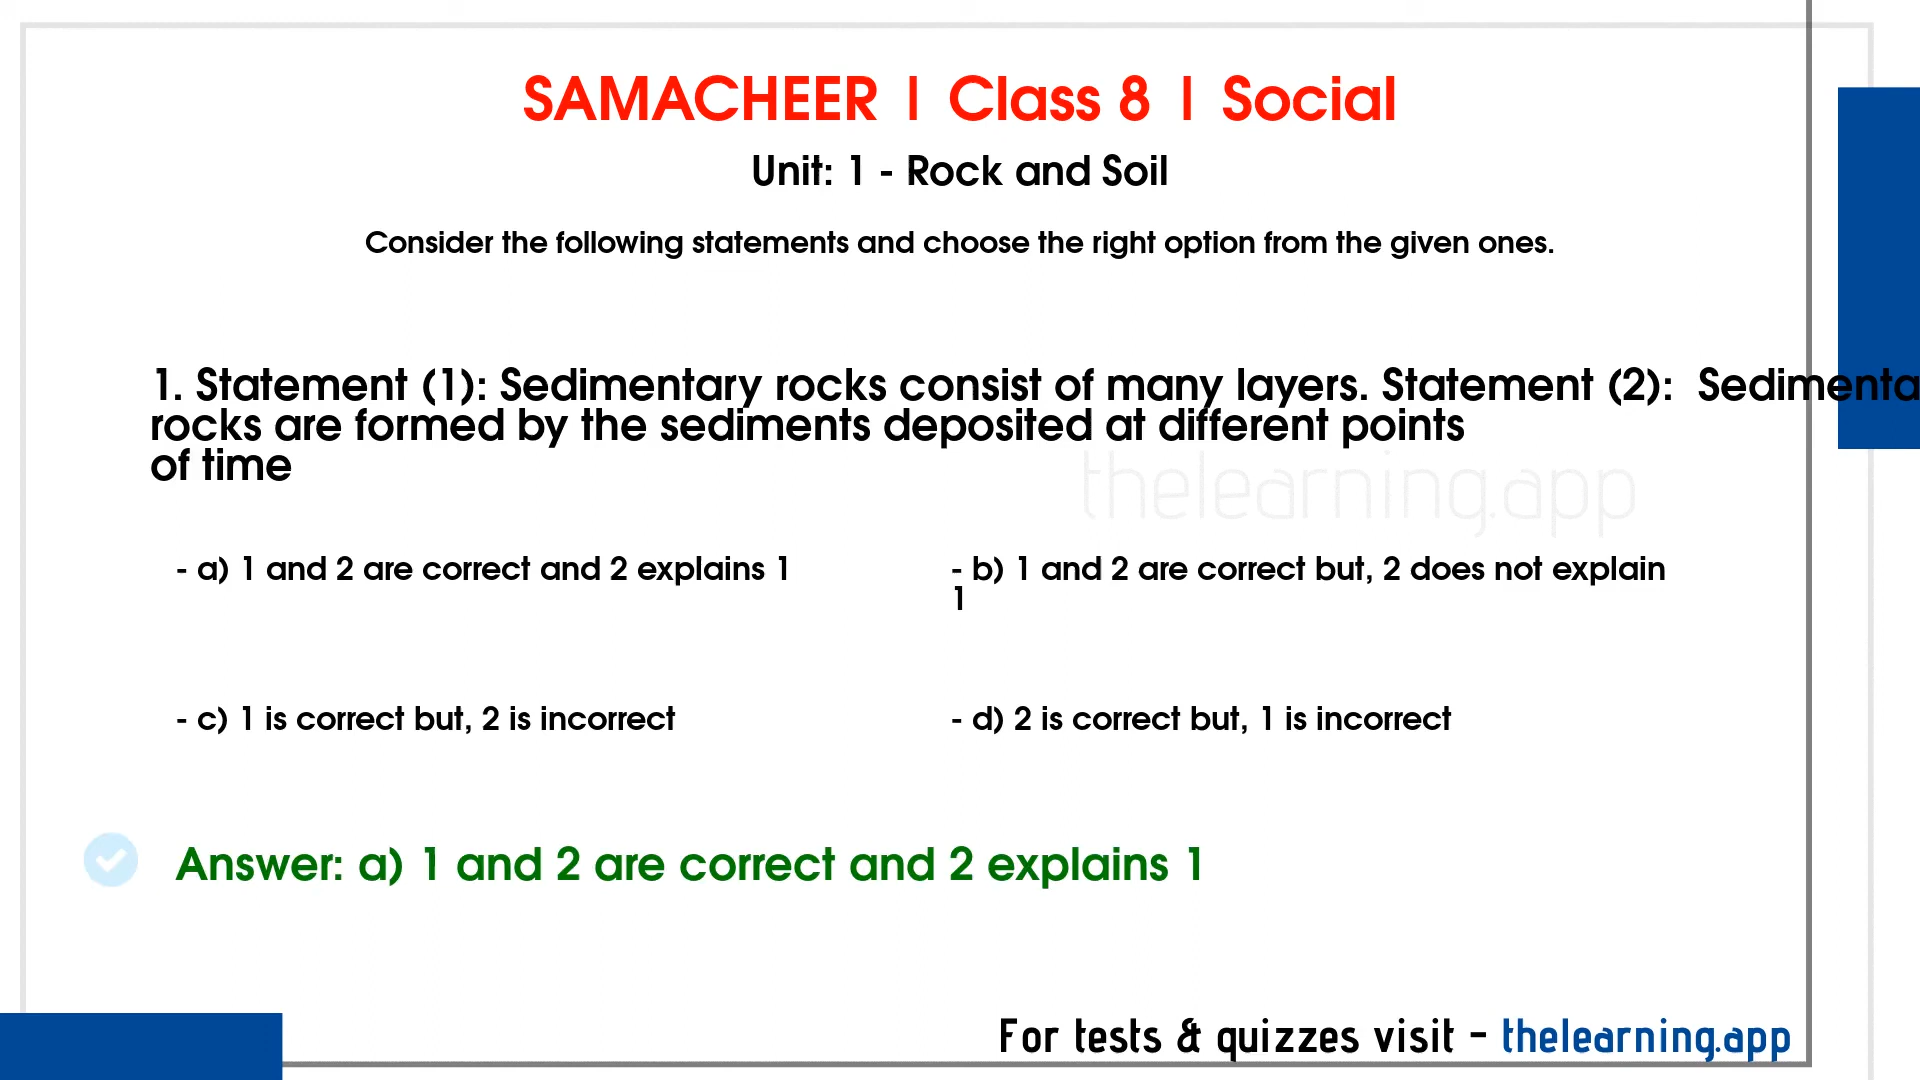 SAMACHEER | Class 8 | Social
Unit: 1 - Rock and Soil
Consider the following statements and choose the right option from the given ones.
1. Statement (1): Sedimentary rocks consist of many layers. Statement (2): Sedimenta
rocks are formed by the sediments deposited at different points
of time
thelearning.app
- a) 1 and 2 are correct and 2 explains 1
- b) 1 and 2 are correct but, 2 does not explain
1
- c) 1 is correct but, 2 is incorrect
- d) 2 is correct but, 1 is incorrect
Answer: a) 1 and 2 are correct and 2 explains 1
For tests & quizzes visit - thelearning.app